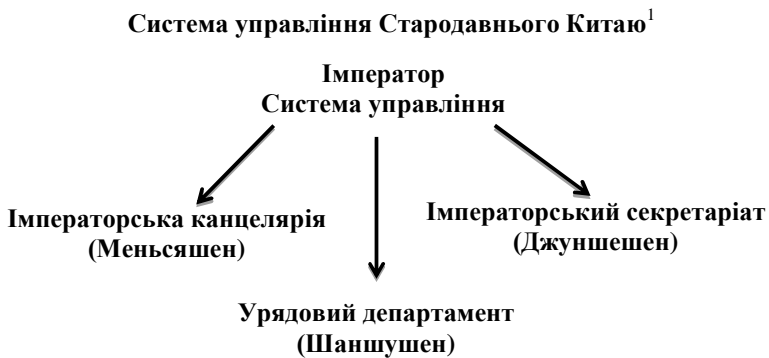 Система управління Стародавнього Китаю¹
Імператор
Система управління
Імператорська канцелярія
(Меньсяшен)
Імператорський секретаріат
(Джуншешен)
Урядовий департамент
(Шаншушен)